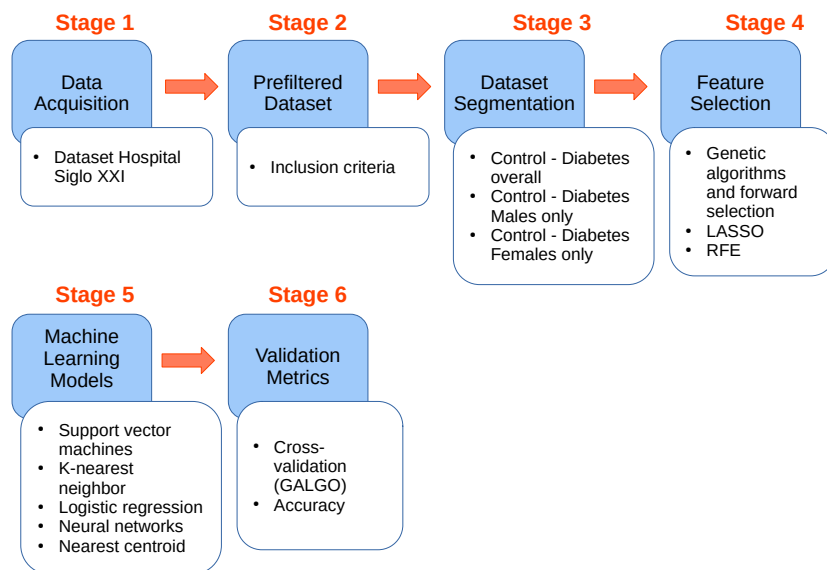 Stage 1
Data
Acquisition
• Dataset Hospital
Siglo XXI
Stage 2
Prefiltered
Dataset
• Inclusion criteria
Stage 3
Dataset
Segmentation
• Control - Diabetes
overall
• Control - Diabetes
Males only
• Control - Diabetes
Females only
Stage 4
Feature
Selection
• Genetic
algorithms
and forward
selection
• LASSO
• RFE
Stage 5
Machine
Learning
Models
• Support vector
machines
• K-nearest
neighbor
• Logistic regression
• Neural networks
• Nearest centroid
Stage 6
Validation
Metrics
• Cross-
validation
(GALGO)
• Accuracy